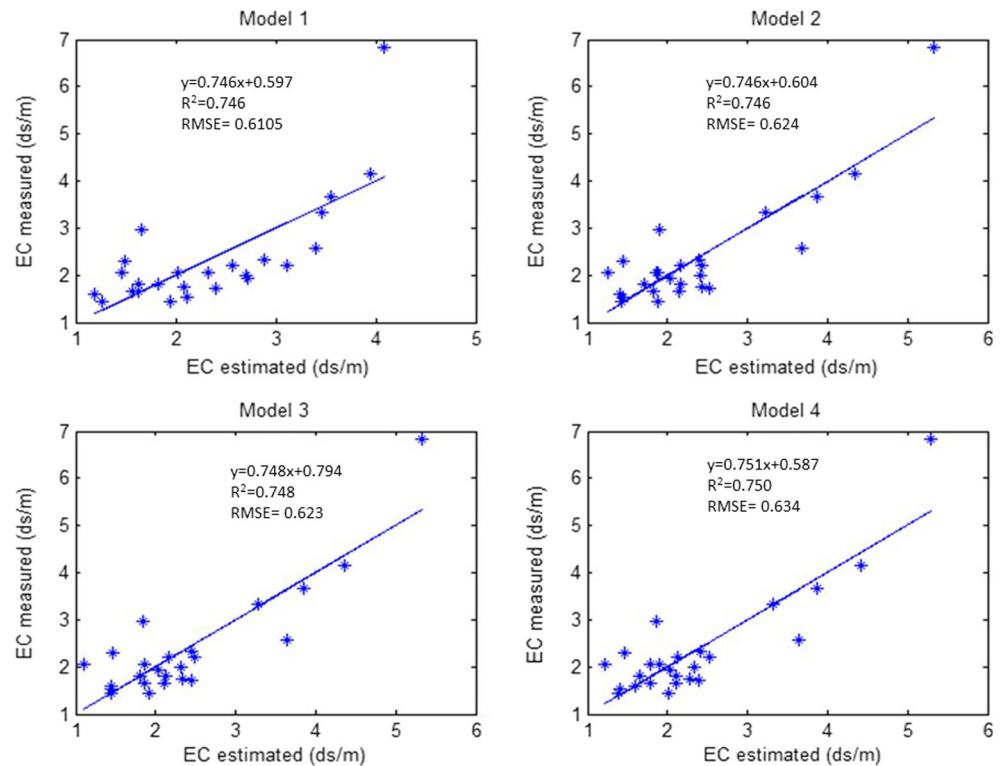 Model 1
7
6
5
4
3
2
1
EC measured (ds/m)
y=0.746x+0.597
R²=0.746
RMSE= 0.6105
1 2 3 4 5
EC estimated (ds/m)
Model 2
7
6
5
4
3
2
1
EC measured (ds/m)
y=0.746x+0.604
R²=0.746
RMSE= 0.624
1 2 3 4 5 6
EC estimated (ds/m)
Model 3
7
6
5
4
3
2
1
EC measured (ds/m)
y=0.748x+0.794
R²=0.748
RMSE= 0.623
1 2 3 4 5 6
EC estimated (ds/m)
Model 4
7
6
5
4
3
2
1
EC measured (ds/m)
y=0.751x+0.587
R²=0.750
RMSE= 0.634
1 2 3 4 5 6
EC estimated (ds/m)